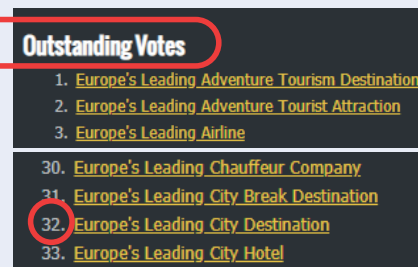 Outstanding Votes
1. Europe's Leading Adventure Tourism Destination
2. Europe's Leading Adventure Tourist Attraction
3. Europe's Leading Airline
30. Europe's Leading Chauffeur Company
31. Europe's Leading City Break Destination
32. Europe's Leading City Destination
33. Europe's Leading City Hotel